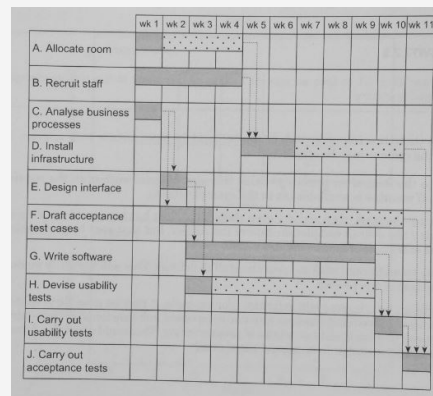 wk 1 wk 2 wk 3 wk 4 wk 5 wk 6 wk 7 wk 8 wk 9 wk 10 wk 11
A. Allocate room
B. Recruit staff
C. Analyse business
processes
D. Install
infrastructure
E. Design interface
F. Draft acceptance
test cases
G. Write software
H. Devise usability
tests
I. Carry out
usability tests
J. Carry out
acceptance tests